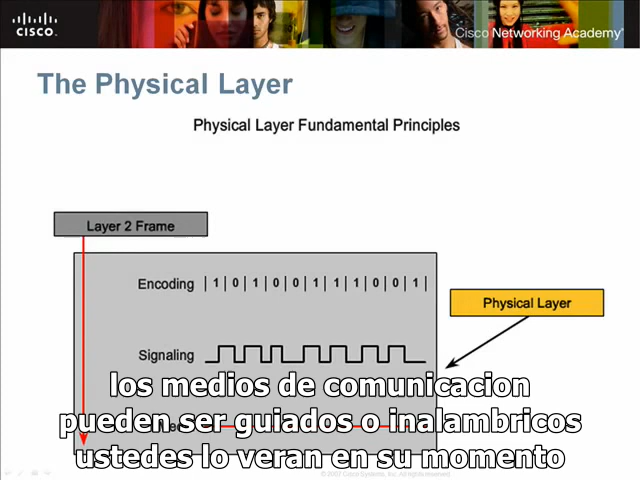 CISCO.
Cisco Networking Academy
The Physical Layer
Physical Layer Fundamental Principles
Layer 2 Frame
Encoding 1 0 1 0 0 1 1 1 0 0 1
Physical Layer
Signaling
los medios de comunicacion
pueden ser guiados o inalambricos
ustedes lo veran en su momento